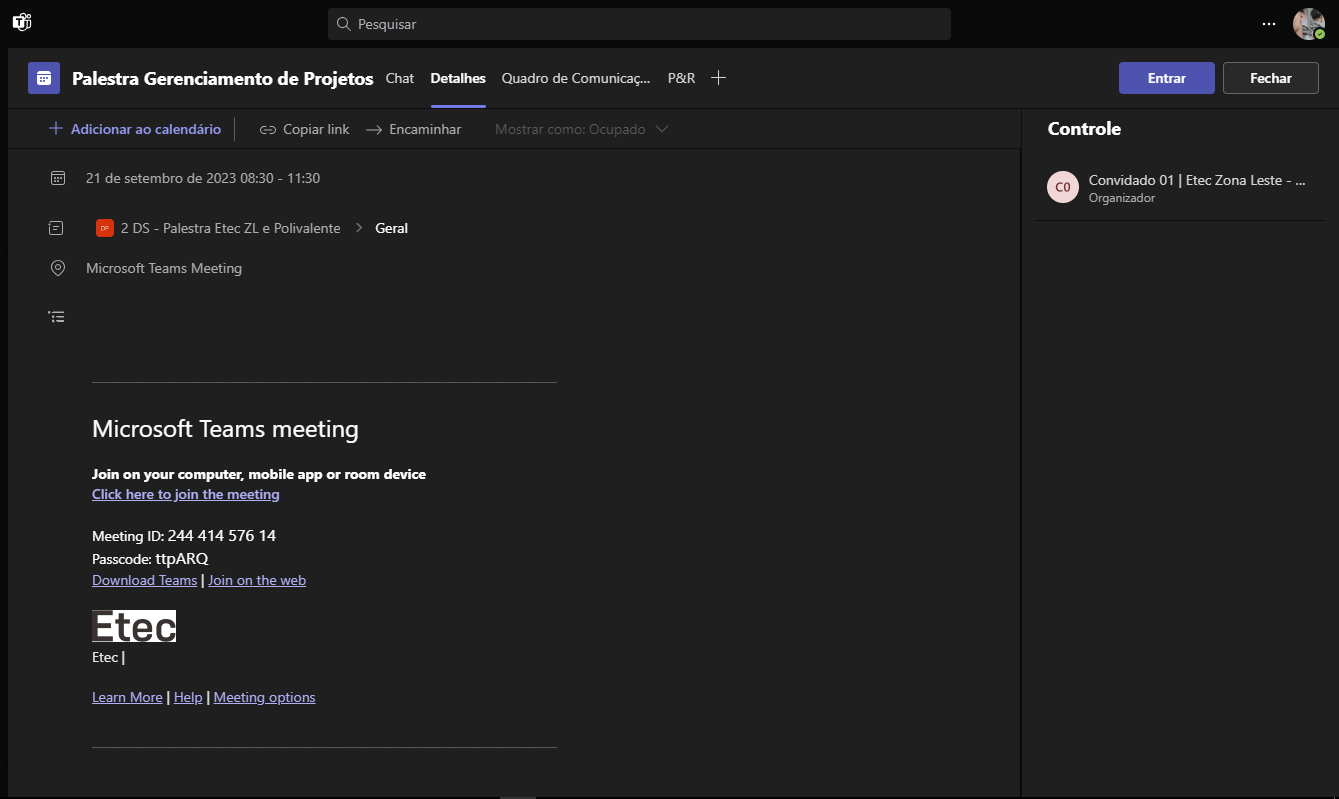 Pesquisar
Palestra Gerenciamento de Projetos Chat Detalhes Quadro de Comunicaç... P&R
Entrar Fechar
Adicionar ao calendário Copiar link Encaminhar Mostrar como: Ocupado
Controle
21 de setembro de 2023 08:30 - 11:30
C0 Convidado 01 | Etec Zona Leste - ...
Organizador
DP 2 DS - Palestra Etec ZL e Polivalente > Geral
Microsoft Teams Meeting
Microsoft Teams meeting
Join on your computer, mobile app or room device
Click here to join the meeting
Meeting ID: 244 414 576 14
Passcode: ttpARQ
Download Teams | Join on the web
Etec
Etec |
Learn More | Help | Meeting options